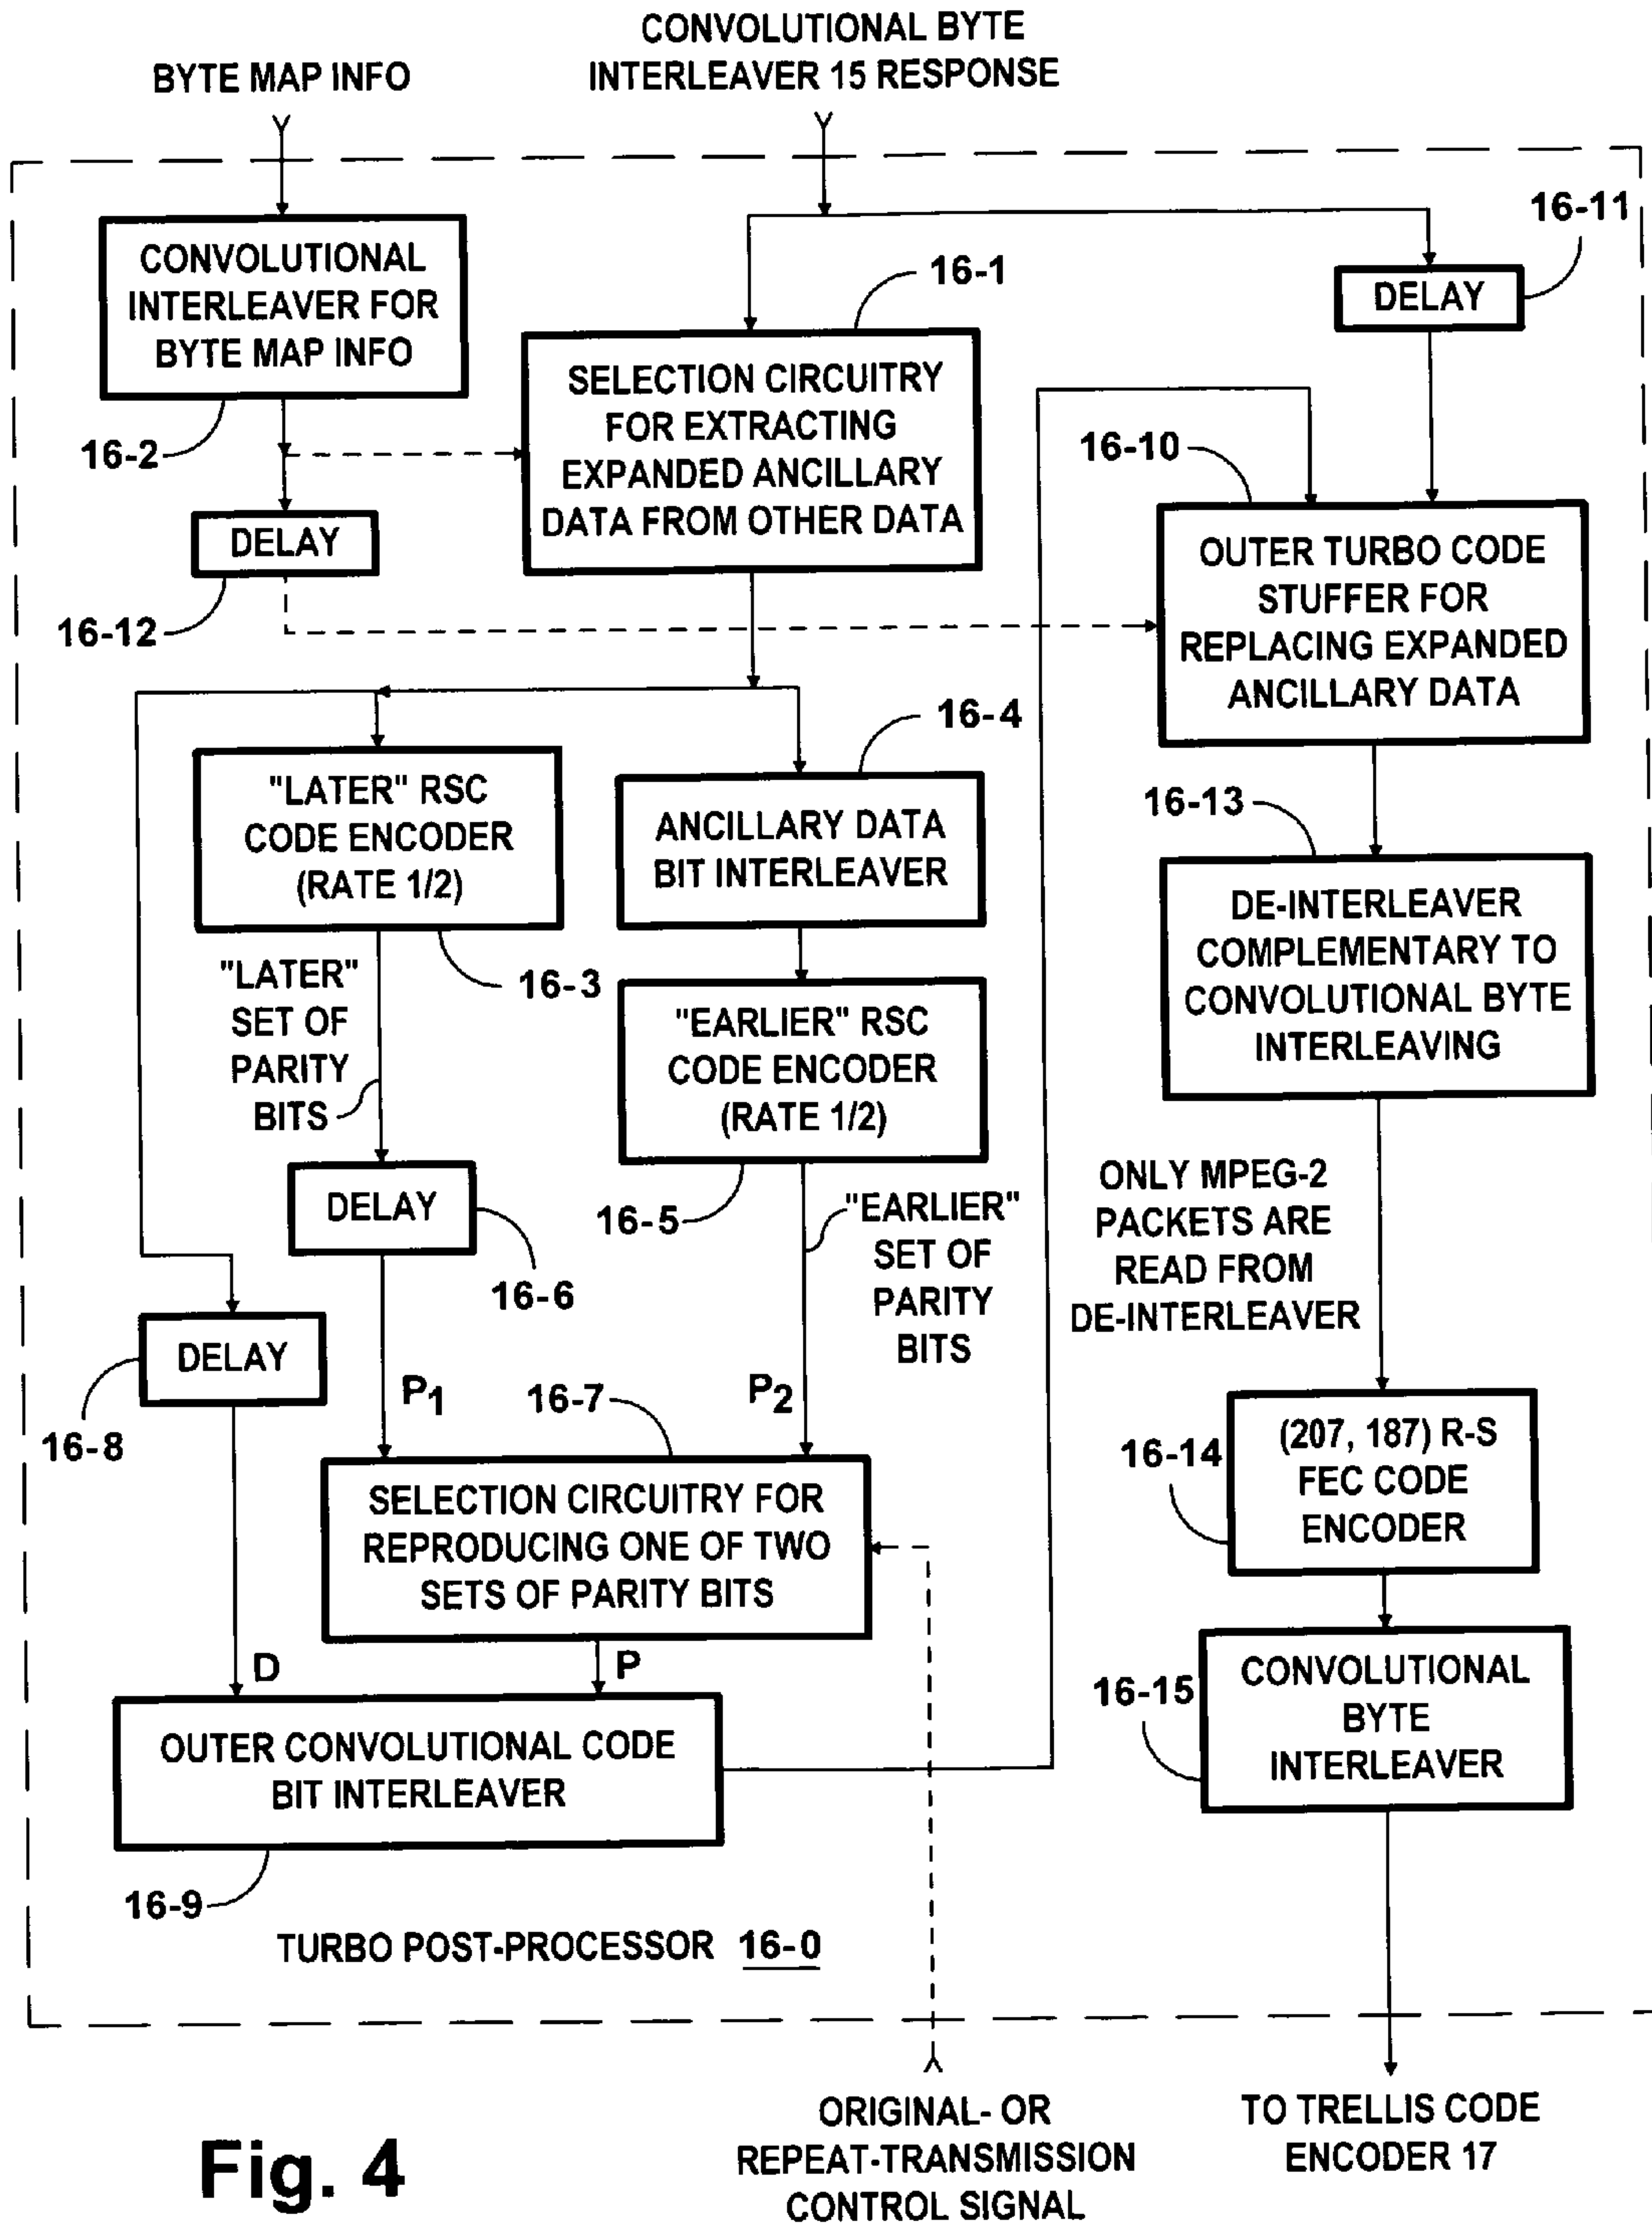 CONVOLUTIONAL BYTE
INTERLEAVER 15 RESPONSE
BYTE MAP INFO
CONVOLUTIONAL
INTERLEAVER FOR
BYTE MAP INFO
16-2
16-1
SELECTION CIRCUITRY
FOR EXTRACTING
EXPANDED ANCILLARY
DATA FROM OTHER DATA
16-11
DELAY
DELAY
16-12
16-10
OUTER TURBO CODE
STUFFER FOR
REPLACING EXPANDED
ANCILLARY DATA
"LATER" RSC
CODE ENCODER
(RATE 1/2)
16-3
16-4
ANCILLARY DATA
BIT INTERLEAVER
16-13
DE-INTERLEAVER
COMPLEMENTARY TO
CONVOLUTIONAL BYTE
INTERLEAVING
"LATER"
SET OF
PARITY
BITS
"EARLIER" RSC
CODE ENCODER
(RATE 1/2)
16-5
DELAY
16-6
"EARLIER"
SET OF
PARITY
BITS
ONLY MPEG-2
PACKETS ARE
READ FROM
DE-INTERLEAVER
DELAY
16-8
P1
P2
16-7
SELECTION CIRCUITRY FOR
REPRODUCING ONE OF TWO
SETS OF PARITY BITS
16-14
(207, 187) R-S
FEC CODE
ENCODER
D
P
OUTER CONVOLUTIONAL CODE
BIT INTERLEAVER
16-9
16-15
CONVOLUTIONAL
BYTE
INTERLEAVER
TURBO POST-PROCESSOR 16-0
ORIGINAL- OR
REPEAT-TRANSMISSION
CONTROL SIGNAL
TO TRELLIS CODE
ENCODER 17
Fig. 4